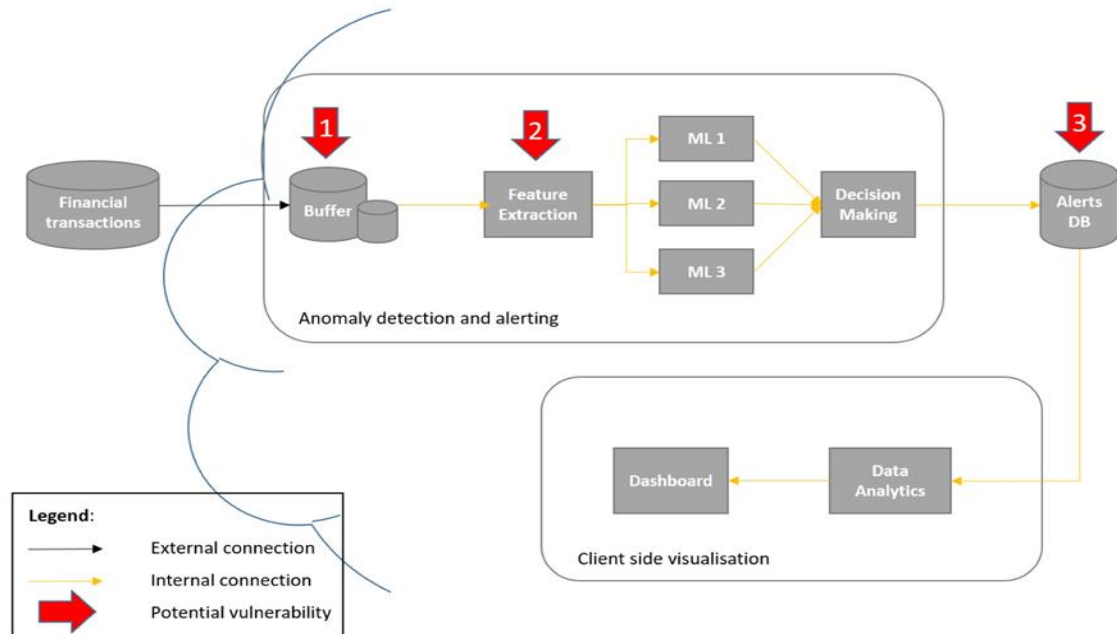 1
2
3
Financial
transactions
Buffer
Feature
Extraction
ML 1
ML 2
ML 3
Decision
Making
Alerts
DB
Anomaly detection and alerting
Dashboard
Data
Analytics
Client side visualisation
Legend:
External connection
Internal connection
Potential vulnerability